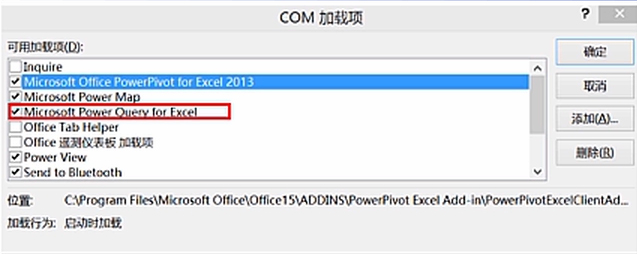 COM 加载项
?
可用加载项(D):
Inquire
Microsoft Office PowerPivot for Excel 2013
Microsoft Power Map
Microsoft Power Query for Excel
Office Tab Helper
Office 遥测仪表板 加载项
Power View
Send to Bluetooth
确定
取消
添加(A)...
删除(R)
位置: C:\Program Files\Microsoft Office\Office15\ADDINS\PowerPivot Excel Add-in\PowerPivotExcelClientAd...
加载行为: 启动时加载